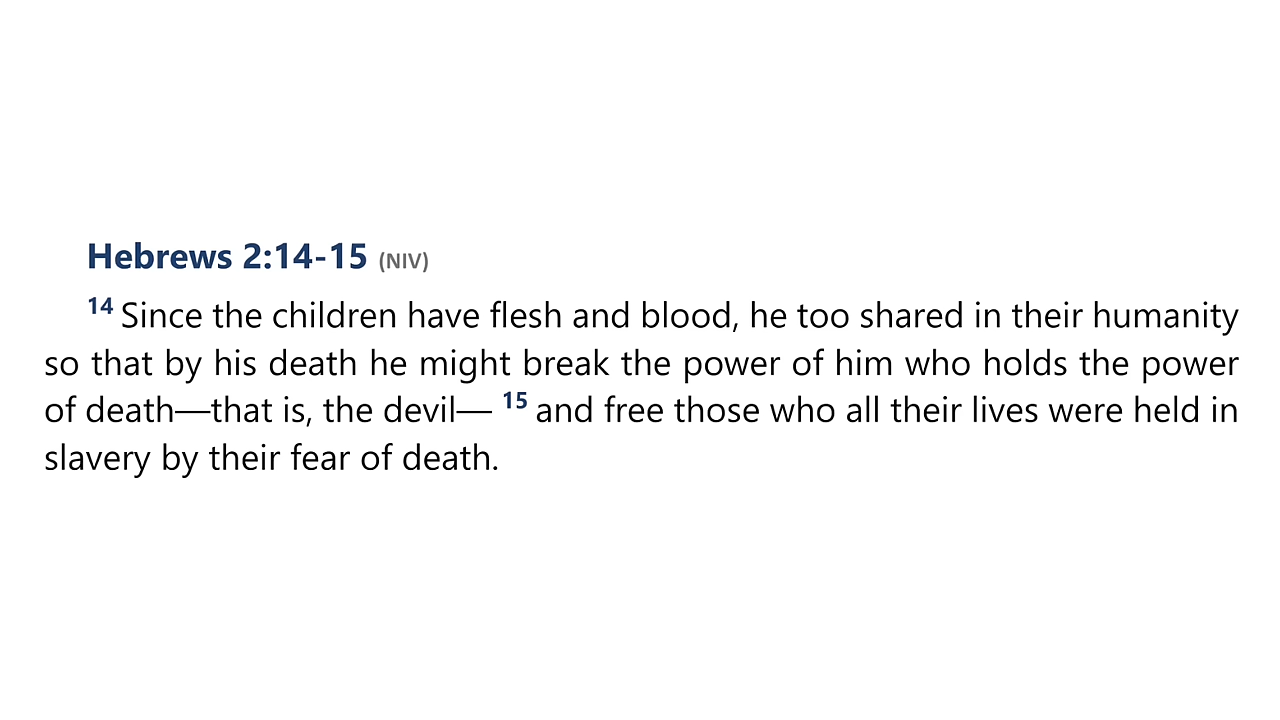 Hebrews 2:14-15 (NIV)
14 Since the children have flesh and blood, he too shared in their humanity
so that by his death he might break the power of him who holds the power
of death—that is, the devil— 15 and free those who all their lives were held in
slavery by their fear of death.